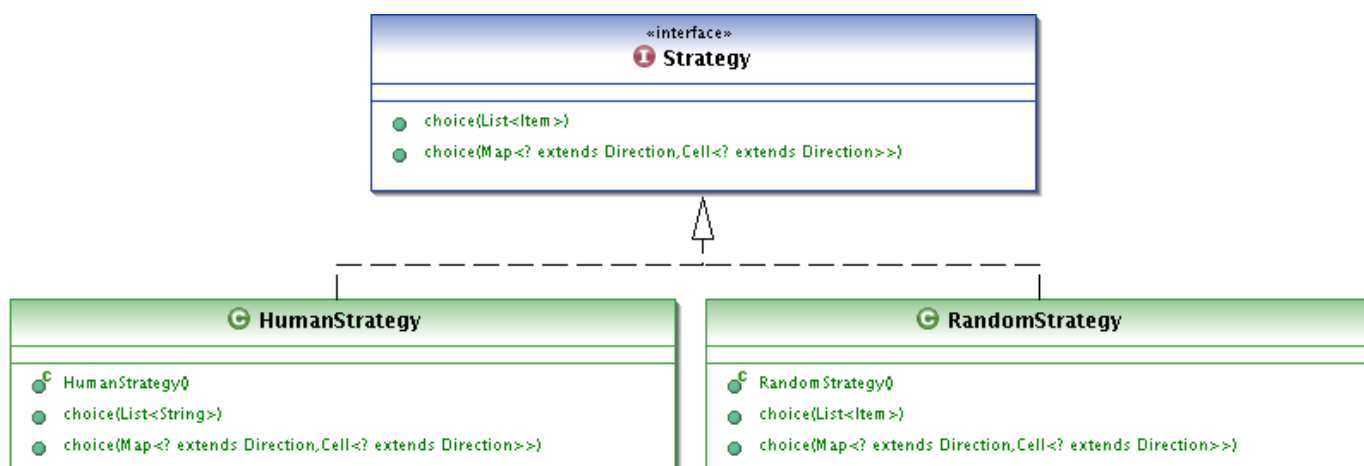 «interface»
I Strategy
choice(List<Item>)
choice(Map<? extends Direction,Cell<? extends Direction>>)
C HumanStrategy
C HumanStrategy()
choice(List<String>)
choice(Map<? extends Direction,Cell<? extends Direction>>)
C RandomStrategy
C RandomStrategy()
choice(List<Item>)
choice(Map<? extends Direction,Cell<? extends Direction>>)